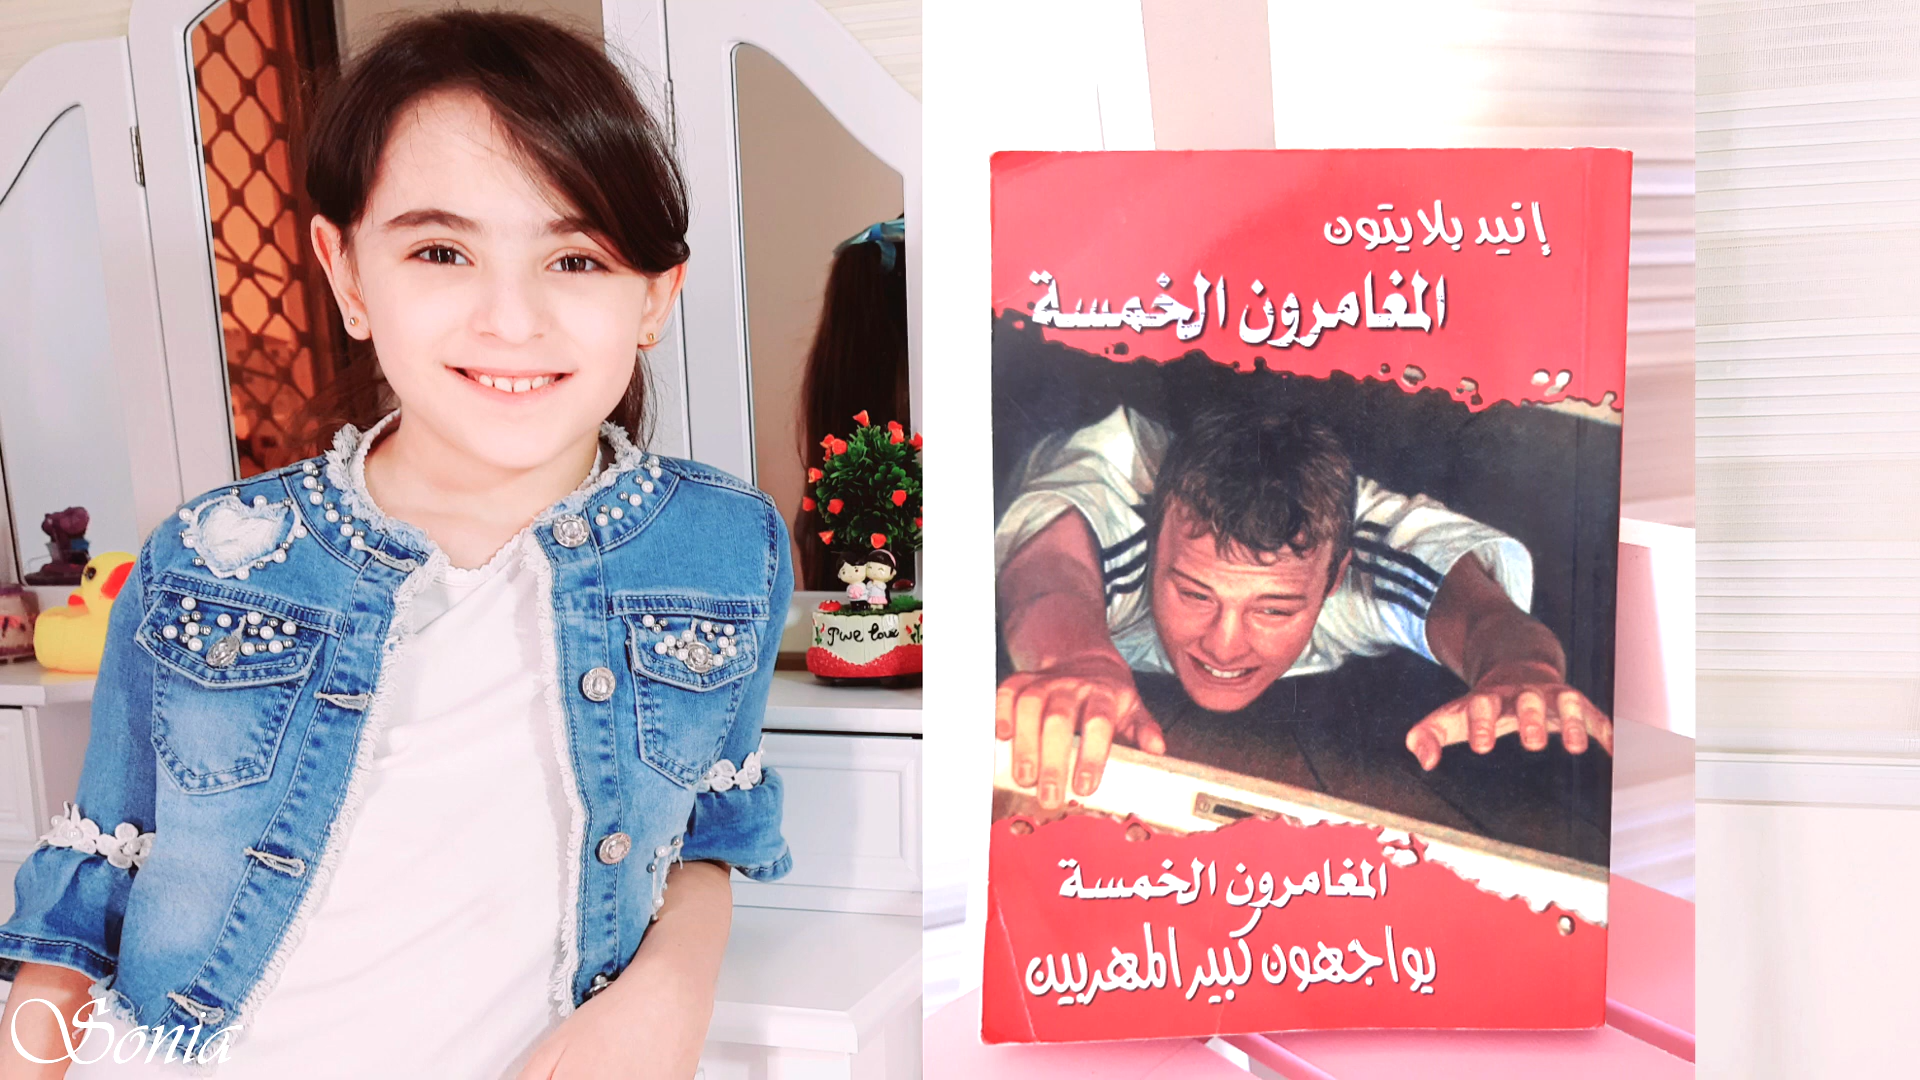 إنيد بلايتون
المغامرون الخمسة
المغامرون الخمسة
يواجهون كبير المهربين
Sonia
I we love